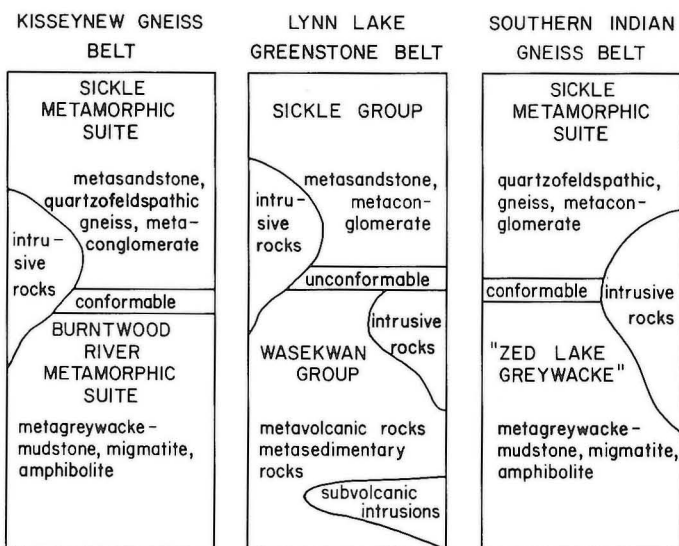 KISSEYNEW GNEISS
BELT
SICKLE
METAMORPHIC
SUITE
metasandstone,
quartzofeldspathic
gneiss, meta-
conglomerate
intru-
sive
rocks
conformable
BURNTWOOD
RIVER
METAMORPHIC
SUITE
metagreywacke-
mudstone, migmatite,
amphibolite
LYNN LAKE
GREENSTONE BELT
SICKLE GROUP
intru-
sive
rocks
metasandstone,
metacon-
glomerate
unconformable
intrusive
rocks
WASEKWAN
GROUP
metavolcanic rocks
metasedimentary
rocks
subvolcanic
intrusions
SOUTHERN INDIAN
GNEISS BELT
SICKLE
METAMORPHIC
SUITE
quartzofeldspathic,
gneiss, metacon-
glomerate
conformable
intrusive
rocks
"ZED LAKE
GREYWACKE"
metagreywacke-
mudstone, migmatite,
amphibolite